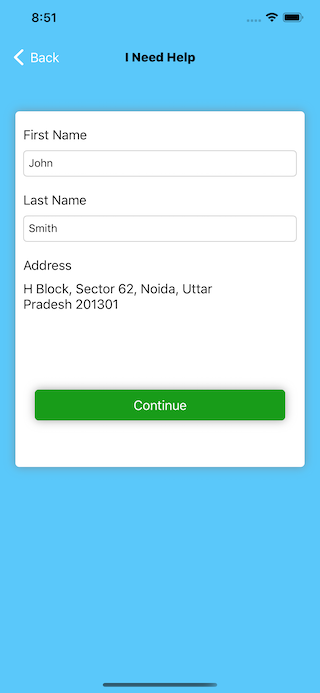 8:51
Back
I Need Help
First Name
John
Last Name
Smith
Address
H Block, Sector 62, Noida, Uttar
Pradesh 201301
Continue